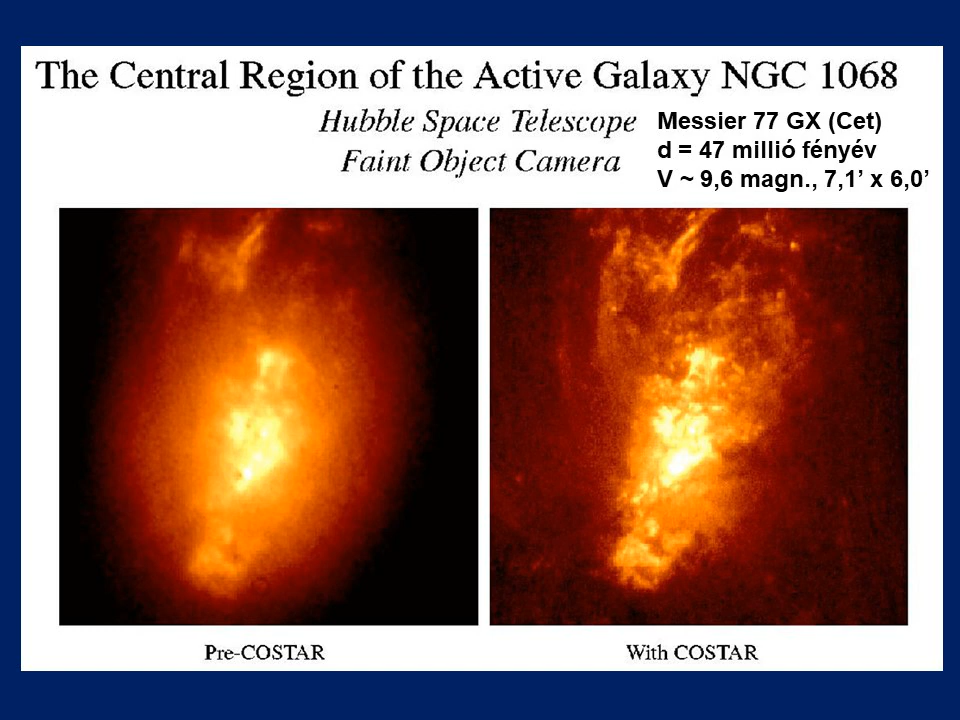 The Central Region of the Active Galaxy NGC 1068
Hubble Space Telescope
Faint Object Camera
Messier 77 GX (Cet)
d = 47 millió fényév
V ~ 9,6 magn., 7,1’ x 6,0’
Pre-COSTAR
With COSTAR